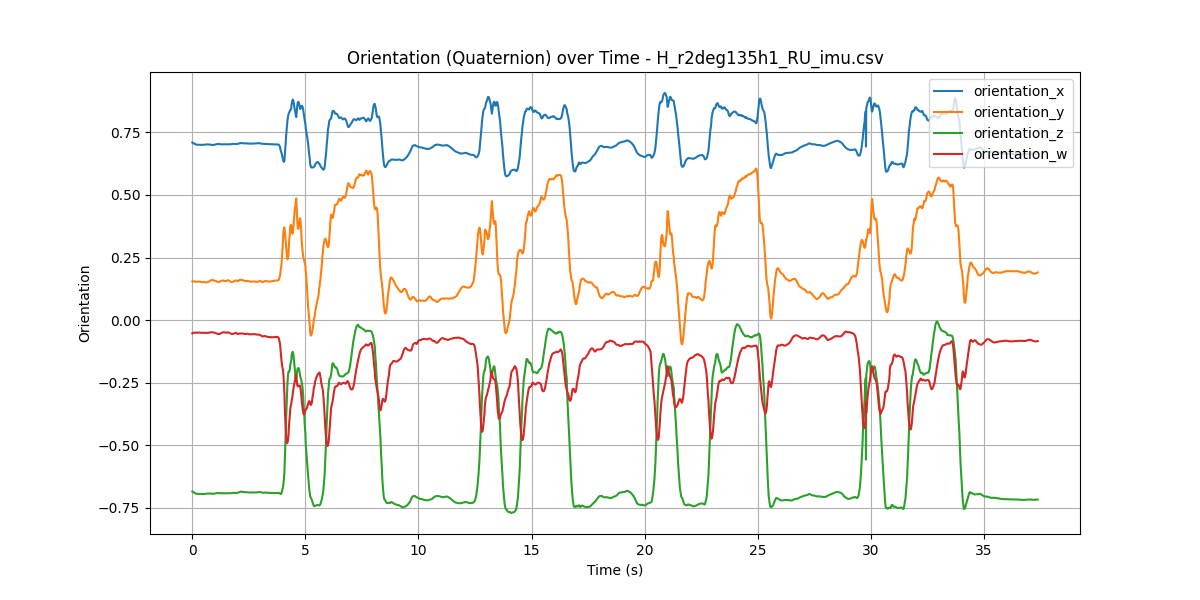 Orientation (Quaternion) over Time - H_r2deg135h1_RU_imu.csv
orientation_x
orientation_y
orientation_z
orientation_w
Orientation
0.75
0.50
0.25
0.00
−0.25
−0.50
−0.75
0 5 10 15 20 25 30 35
Time (s)